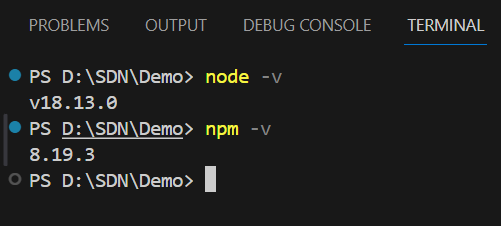 PROBLEMS OUTPUT DEBUG CONSOLE TERMINAL
PS D:\SDN\Demo> node -v
v18.13.0
PS D:\SDN\Demo> npm -v
8.19.3
PS D:\SDN\Demo>